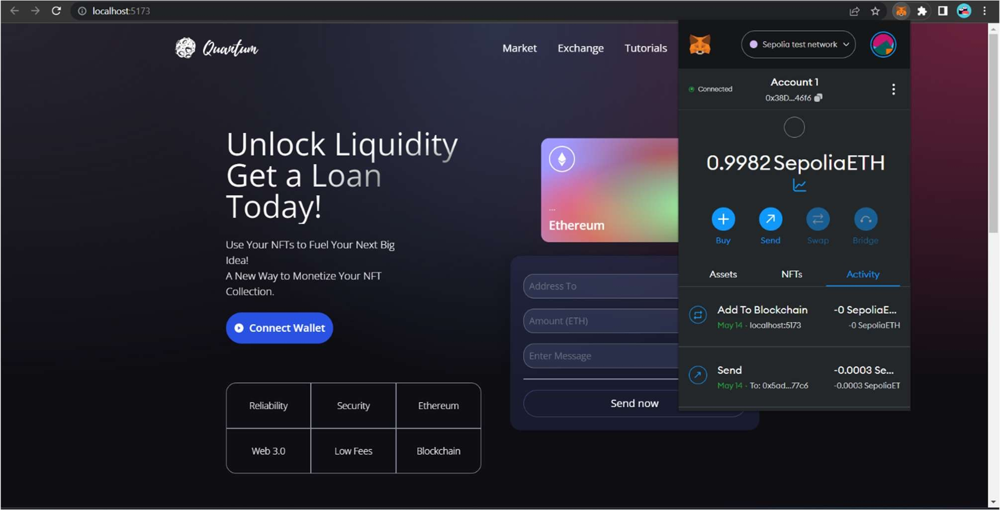 localhost:5173
Quantum
Market Exchange Tutorials
Unlock Liquidity
Get a Loan
Today!
Use Your NFTs to Fuel Your Next Big
Idea!
A New Way to Monetize Your NFT
Collection.
Connect Wallet
Reliability Security Ethereum
Web 3.0 Low Fees Blockchain
...
Ethereum
Address To
Amount (ETH)
Enter Message
Send now
Sepolia test network
Connected
Account 1
0x38D...46f6
0.9982 SepoliaETH
Buy Send Swap Bridge
Assets NFTs Activity
Add To Blockchain -0 SepoliaE...
May 14 · localhost:5173 -0 SepoliaETH
Send -0.0003 Se...
May 14 · To: 0x5ad...77c6 -0.0003 SepoliaET